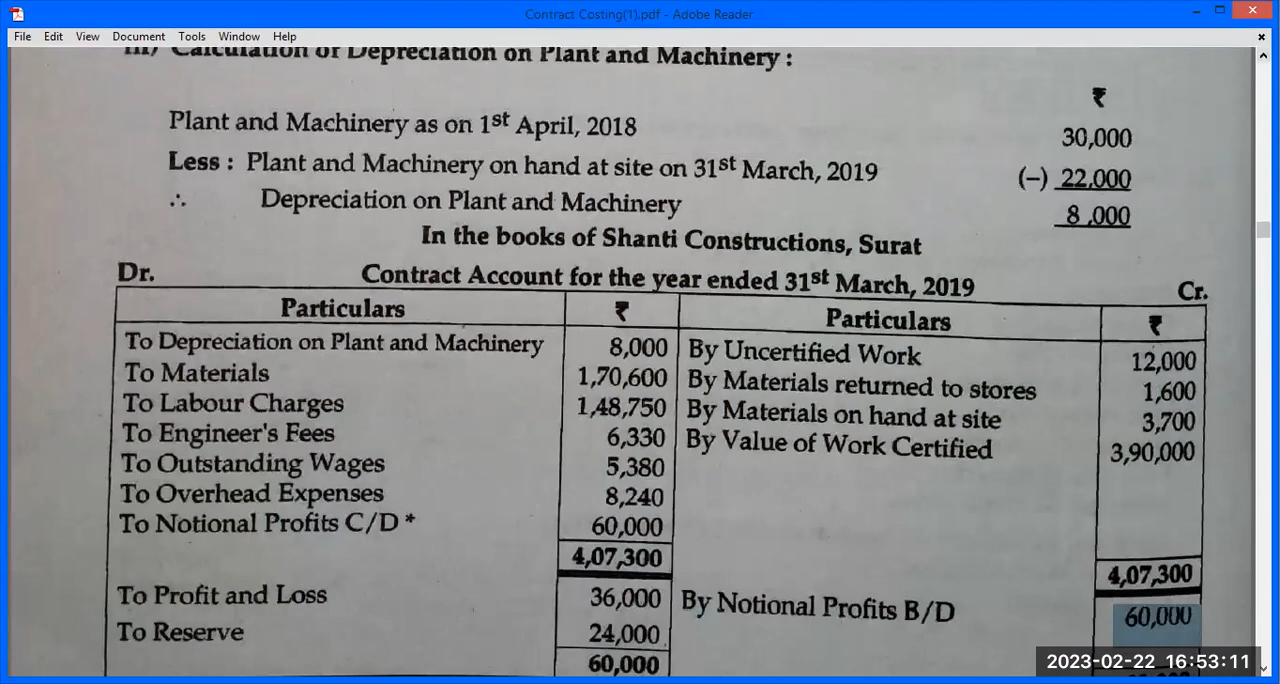 Contract Costing(1).pdf - Adobe Reader
File Edit View Document Tools Window Help
III) Calculation of Depreciation on Plant and Machinery :
₹
Plant and Machinery as on 1st April, 2018 30,000
Less : Plant and Machinery on hand at site on 31st March, 2019 (–) 22,000
∴ Depreciation on Plant and Machinery 8,000
In the books of Shanti Constructions, Surat
Dr. Contract Account for the year ended 31st March, 2019 Cr.
Particulars ₹ Particulars ₹
To Depreciation on Plant and Machinery 8,000 By Uncertified Work 12,000
To Materials 1,70,600 By Materials returned to stores 1,600
To Labour Charges 1,48,750 By Materials on hand at site 3,700
To Engineer's Fees 6,330 By Value of Work Certified 3,90,000
To Outstanding Wages 5,380
To Overhead Expenses 8,240
To Notional Profits C/D * 60,000
4,07,300 4,07,300
To Profit and Loss 36,000 By Notional Profits B/D 60,000
To Reserve 24,000
60,000
2023-02-22 16:53:11